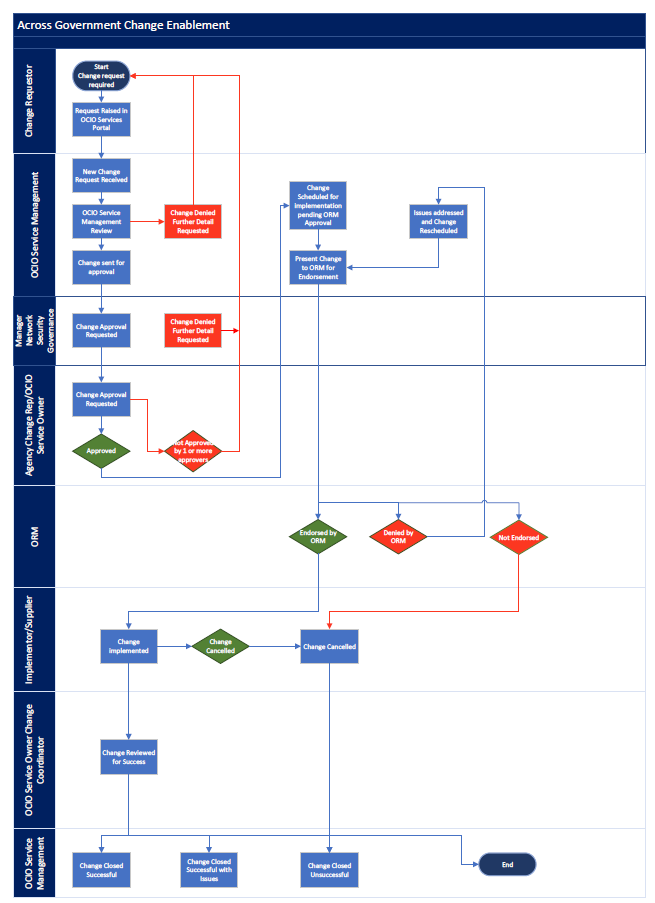 Across Government Change Enablement
Change Requestor
Start
Change request
required
Request Raised in
OCIO Services
Portal
OCIO Service Management
New Change
Request Received
OCIO Service
Management
Review
Change Denied
Further Detail
Requested
Change sent for
approval
Change
Scheduled for
implementation
pending ORM
Approval
Issues addressed
and Change
Rescheduled
Present Change
to ORM for
Endorsement
Manager
Network
Security
Governance
Change Approval
Requested
Change Denied
Further Detail
Requested
Agency Change Rep/OCIO
Service Owner
Change Approval
Requested
Approved
Not Approved
by 1 or more
approvers
ORM
Endorsed by
ORM
Denied by
ORM
Not Endorsed
Implementor/Supplier
Change
Implemented
Change
Cancelled
Change Cancelled
OCIO Service Owner Change
Coordinator
Change Reviewed
for Success
OCIO Service
Management
Change Closed
Successful
Change Closed
Successful with
Issues
Change Closed
Unsuccessful
End